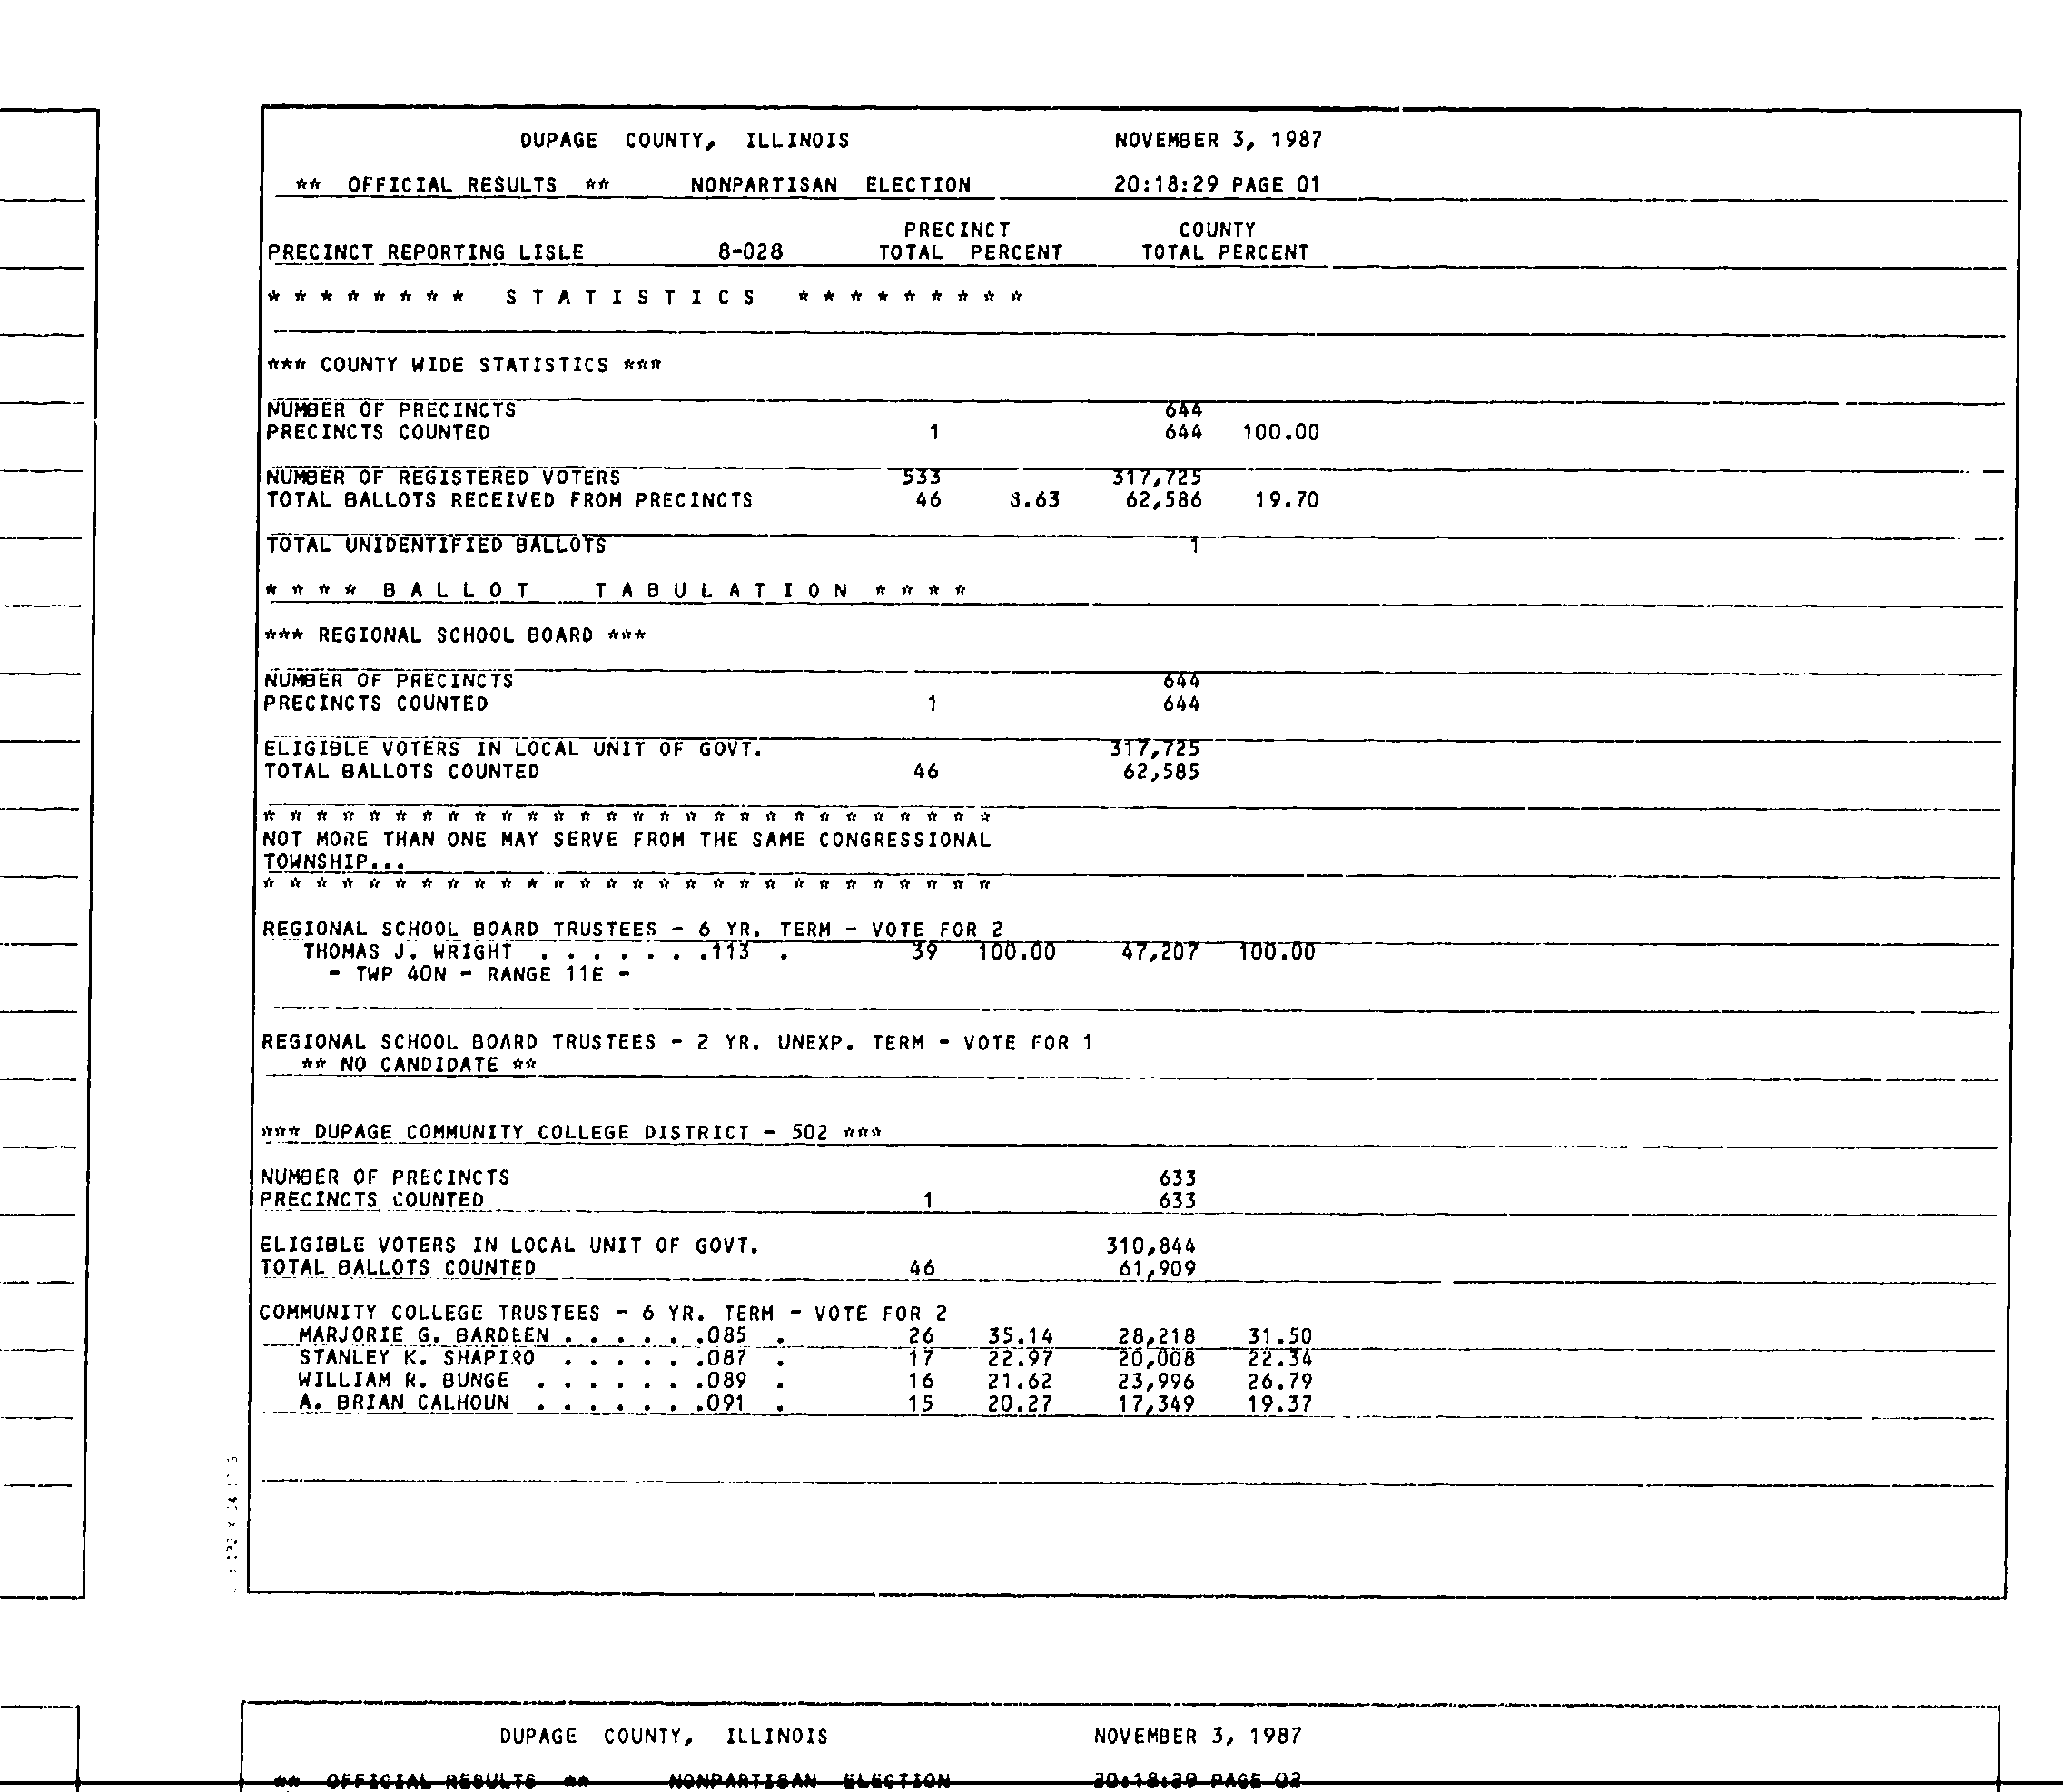 DUPAGE COUNTY, ILLINOIS NOVEMBER 3, 1987
** OFFICIAL RESULTS ** NONPARTISAN ELECTION 20:18:29 PAGE 01
PRECINCT COUNTY
PRECINCT REPORTING LISLE 8-028 TOTAL PERCENT TOTAL PERCENT
* * * * * * * * S T A T I S T I C S * * * * * * * * *
*** COUNTY WIDE STATISTICS ***
NUMBER OF PRECINCTS 644
PRECINCTS COUNTED 1 644 100.00
NUMBER OF REGISTERED VOTERS 533 317,725
TOTAL BALLOTS RECEIVED FROM PRECINCTS 46 8.63 62,586 19.70
TOTAL UNIDENTIFIED BALLOTS 1
* * * * B A L L O T T A B U L A T I O N * * * *
*** REGIONAL SCHOOL BOARD ***
NUMBER OF PRECINCTS 644
PRECINCTS COUNTED 1 644
ELIGIBLE VOTERS IN LOCAL UNIT OF GOVT. 317,725
TOTAL BALLOTS COUNTED 46 62,585
* * * * * * * * * * * * * * * * * * * * * * * * * * * *
NOT MORE THAN ONE MAY SERVE FROM THE SAME CONGRESSIONAL
TOWNSHIP...
* * * * * * * * * * * * * * * * * * * * * * * * * * * *
REGIONAL SCHOOL BOARD TRUSTEES - 6 YR. TERM - VOTE FOR 2
THOMAS J. WRIGHT . . . . . . .113 . 39 100.00 47,207 100.00
- TWP 40N - RANGE 11E -
REGIONAL SCHOOL BOARD TRUSTEES - 2 YR. UNEXP. TERM - VOTE FOR 1
** NO CANDIDATE **
*** DUPAGE COMMUNITY COLLEGE DISTRICT - 502 ***
NUMBER OF PRECINCTS 633
PRECINCTS COUNTED 1 633
ELIGIBLE VOTERS IN LOCAL UNIT OF GOVT. 310,844
TOTAL BALLOTS COUNTED 46 61,909
COMMUNITY COLLEGE TRUSTEES - 6 YR. TERM - VOTE FOR 2
MARJORIE G. BARDEEN . . . . . .085 . 26 35.14 28,218 31.50
STANLEY K. SHAPIRO . . . . . .087 . 17 22.97 20,008 22.34
WILLIAM R. BUNGE . . . . . . .089 . 16 21.62 23,996 26.79
A. BRIAN CALHOUN . . . . . . .091 . 15 20.27 17,349 19.37
DUPAGE COUNTY, ILLINOIS NOVEMBER 3, 1987
** OFFICIAL RESULTS ** NONPARTISAN ELECTION 20:18:29 PAGE 02